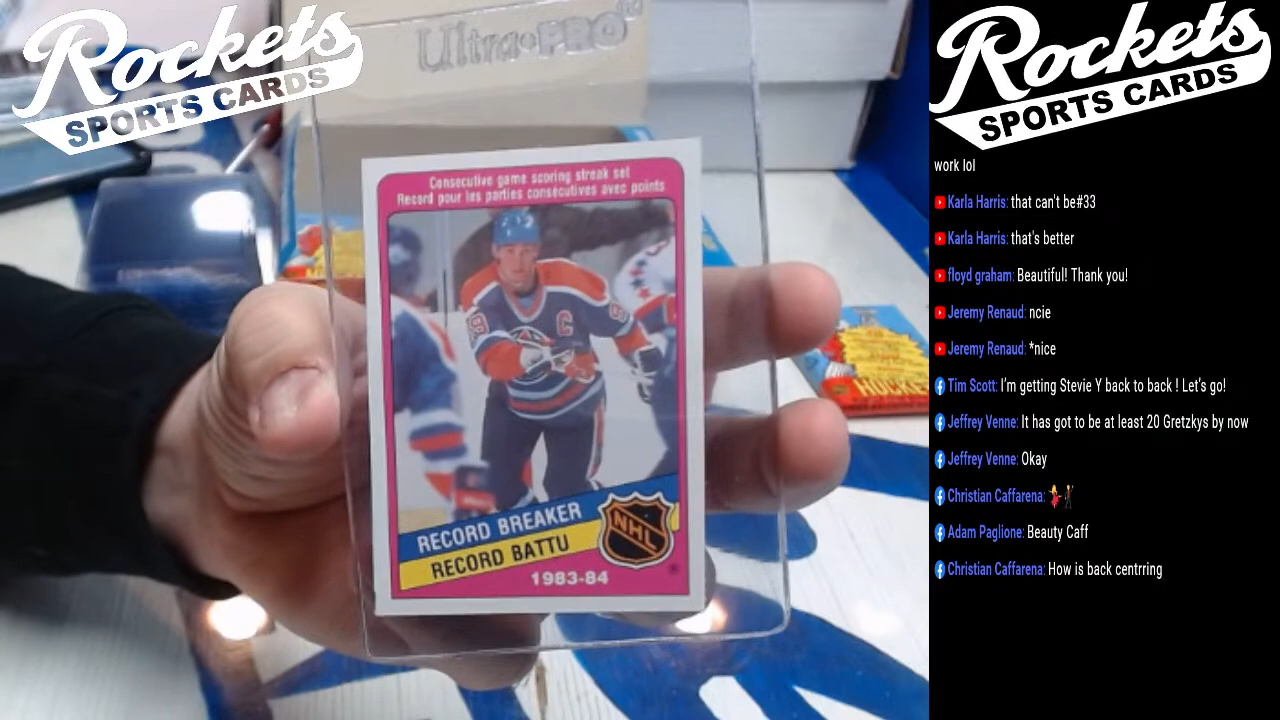 Rockets
SPORTS CARDS
Ultra•PRO®
Consecutive game scoring streak set
Record pour les parties consécutives avec points
99
C
RECORD BREAKER
RECORD BATTU
NHL
1983-84
HOCKE
Rockets
SPORTS CARDS
work lol
Karla Harris: that can't be#33
Karla Harris: that's better
floyd graham: Beautiful! Thank you!
Jeremy Renaud: ncie
Jeremy Renaud: *nice
Tim Scott: I'm getting Stevie Y back to back ! Let's go!
Jeffrey Venne: It has got to be at least 20 Gretzkys by now
Jeffrey Venne: Okay
Christian Caffarena: 💃🕺
Adam Paglione: Beauty Caff
Christian Caffarena: How is back centrring